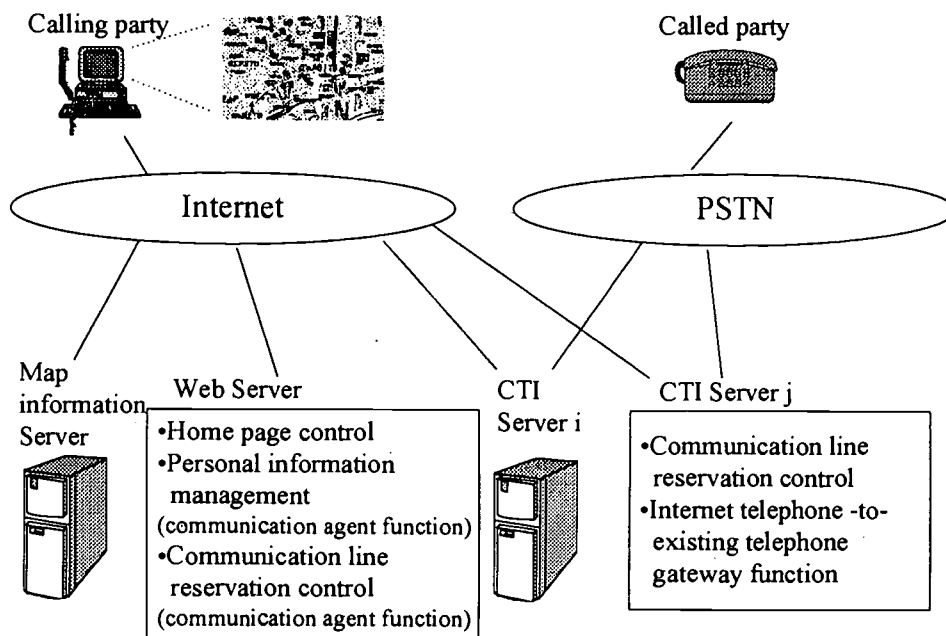 Calling party
Called party
Internet
PSTN
Map
information
Server
Web Server
•Home page control
•Personal information
management
(communication agent function)
•Communication line
reservation control
(communication agent function)
CTI
Server i
CTI Server j
•Communication line
reservation control
•Internet telephone -to-
existing telephone
gateway function